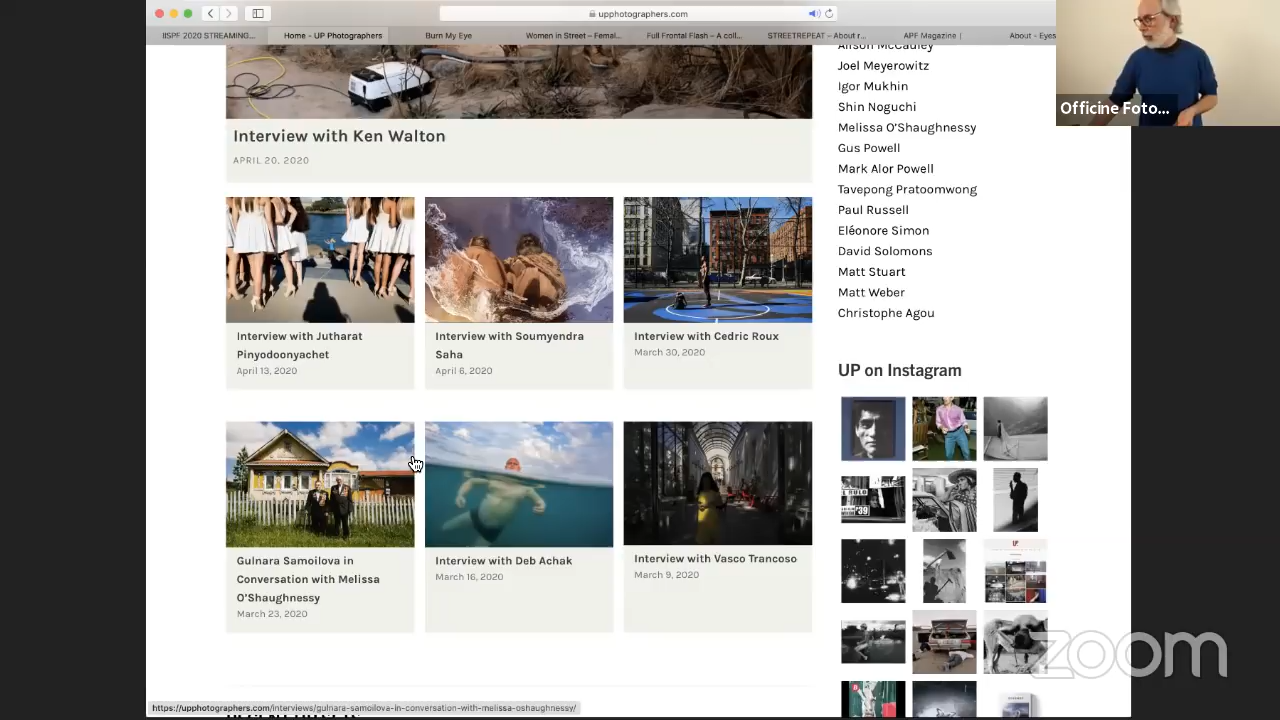 upphotographers.com
IISPF 2020 STREAMING...
Home - UP Photographers
Burn My Eye
Women in Street – Femal...
Full Frontal Flash – A coll...
STREETREPEAT – About r...
APF Magazine |
About - Eyes
Officine Foto...
Interview with Ken Walton
APRIL 20, 2020
Interview with Jutharat
Pinyodoonyachet
April 13, 2020
Interview with Soumyendra
Saha
April 6, 2020
Interview with Cedric Roux
March 30, 2020
Gulnara Samoilova in
Conversation with Melissa
O'Shaughnessy
March 23, 2020
Interview with Deb Achak
March 16, 2020
Interview with Vasco Trancoso
March 9, 2020
Alison McCauley
Joel Meyerowitz
Igor Mukhin
Shin Noguchi
Melissa O'Shaughnessy
Gus Powell
Mark Alor Powell
Tavepong Pratoomwong
Paul Russell
Eléonore Simon
David Solomons
Matt Stuart
Matt Weber
Christophe Agou
UP on Instagram
zoom
https://upphotographers.com/interviews/gulnara-samoilova-in-conversation-with-melissa-oshaughnessy/